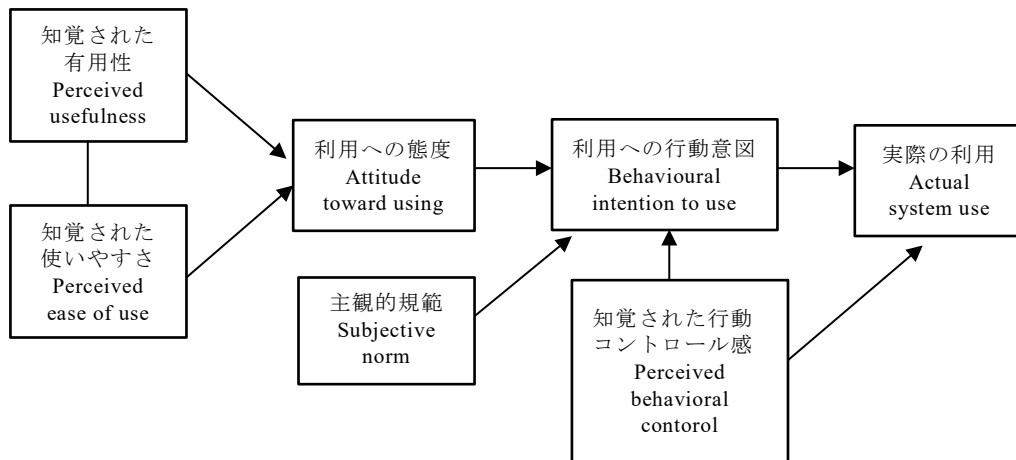 知覚された
有用性
Perceived
usefulness
知覚された
使いやすさ
Perceived
ease of use
利用への態度
Attitude
toward using
主観的規範
Subjective
norm
利用への行動意図
Behavioural
intention to use
知覚された行動
コントロール感
Perceived
behavioral
contorol
実際の利用
Actual
system use